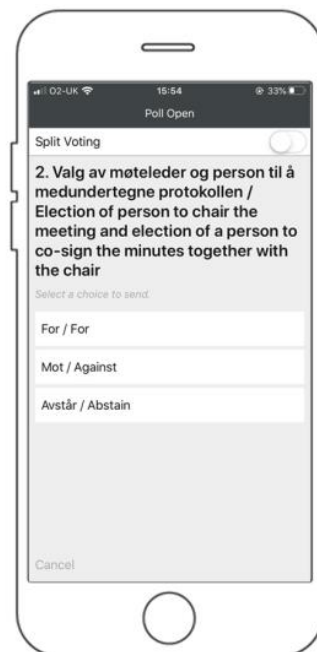 O2-UK 15:54 33%
Poll Open
Split Voting
2. Valg av møteleder og person til å
medundertegne protokollen /
Election of person to chair the
meeting and election of a person to
co-sign the minutes together with
the chair
Select a choice to send.
For / For
Mot / Against
Avstår / Abstain
Cancel